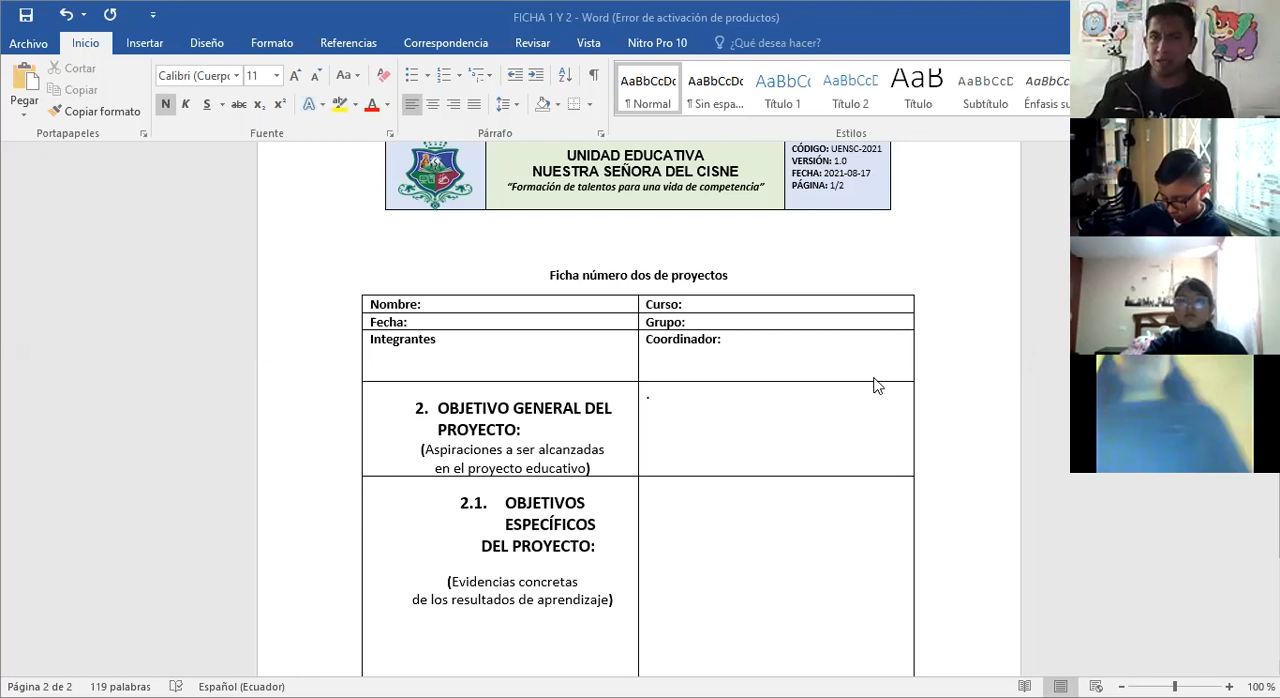 FICHA 1 Y 2 - Word (Error de activación de productos)
Archivo Inicio Insertar Diseño Formato Referencias Correspondencia Revisar Vista Nitro Pro 10 ¿Qué desea hacer?
Pegar
Cortar
Copiar
Copiar formato
Portapapeles
Calibri (Cuerpo 11
Aa
N K S abc x₂ x²
A A
Fuente
Párrafo
AaBbCcDc AaBbCcDc AaBbCc AaBbCcD AaB AaBbCcD AaBbCcDc
¶ Normal ¶ Sin espa... Título 1 Título 2 Título Subtítulo Énfasis su
Estilos
UNIDAD EDUCATIVA
NUESTRA SEÑORA DEL CISNE
“Formación de talentos para una vida de competencia”
CÓDIGO: UENSC-2021
VERSIÓN: 1.0
FECHA: 2021-08-17
PÁGINA: 1/2
Ficha número dos de proyectos
Nombre: Curso:
Fecha: Grupo:
Integrantes Coordinador:
2. OBJETIVO GENERAL DEL
PROYECTO:
(Aspiraciones a ser alcanzadas
en el proyecto educativo)
.
2.1. OBJETIVOS
ESPECÍFICOS
DEL PROYECTO:
(Evidencias concretas
de los resultados de aprendizaje)
Página 2 de 2 119 palabras Español (Ecuador) 100 %